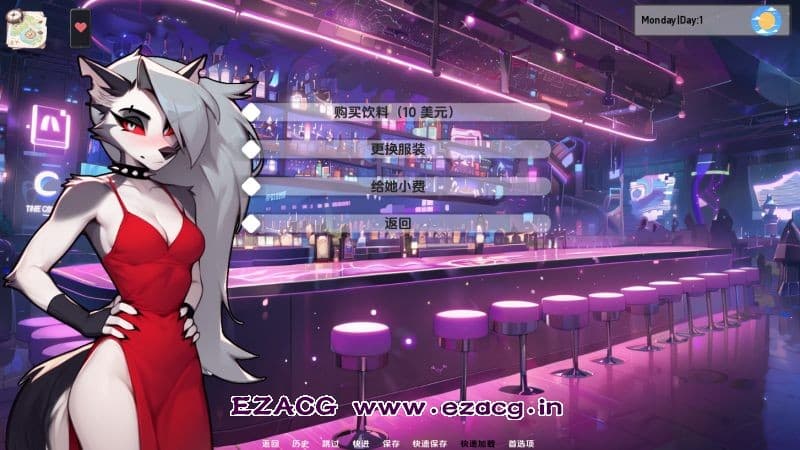 Monday|Day:1
购买饮料（10 美元）
更换服装
给她小费
返回
EZACG www.ezacg.in
返回 历史 跳过 快进 保存 快速保存 快速加载 首选项